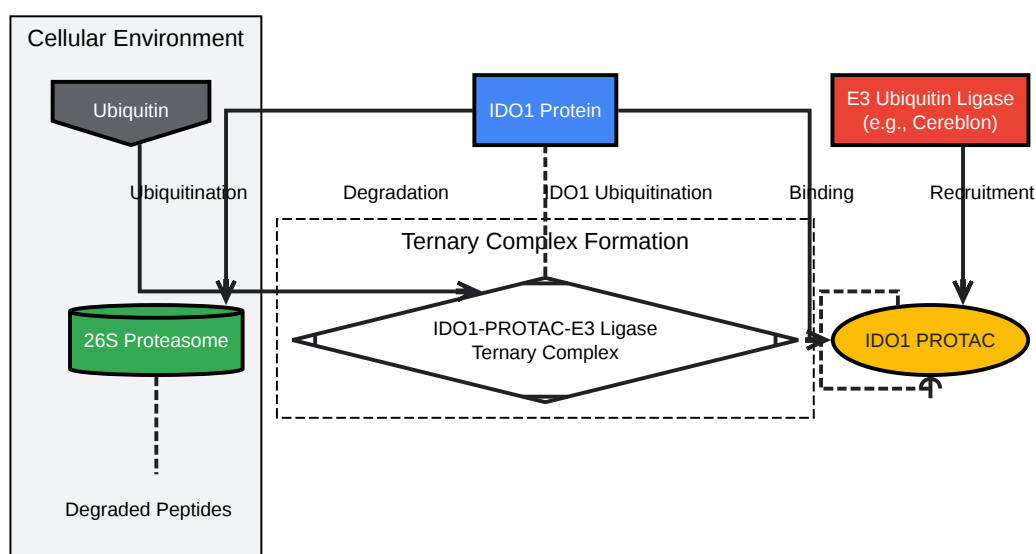 Cellular Environment
Ubiquitin
IDO1 Protein
E3 Ubiquitin Ligase
(e.g., Cereblon)
Ubiquitination
Degradation
IDO1 Ubiquitination
Binding
Recruitment
Ternary Complex Formation
26S Proteasome
IDO1-PROTAC-E3 Ligase
Ternary Complex
IDO1 PROTAC
Degraded Peptides